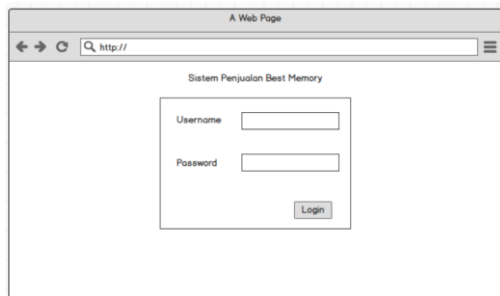 A Web Page
http://
Sistem Penjualan Best Memory
Username
Password
Login